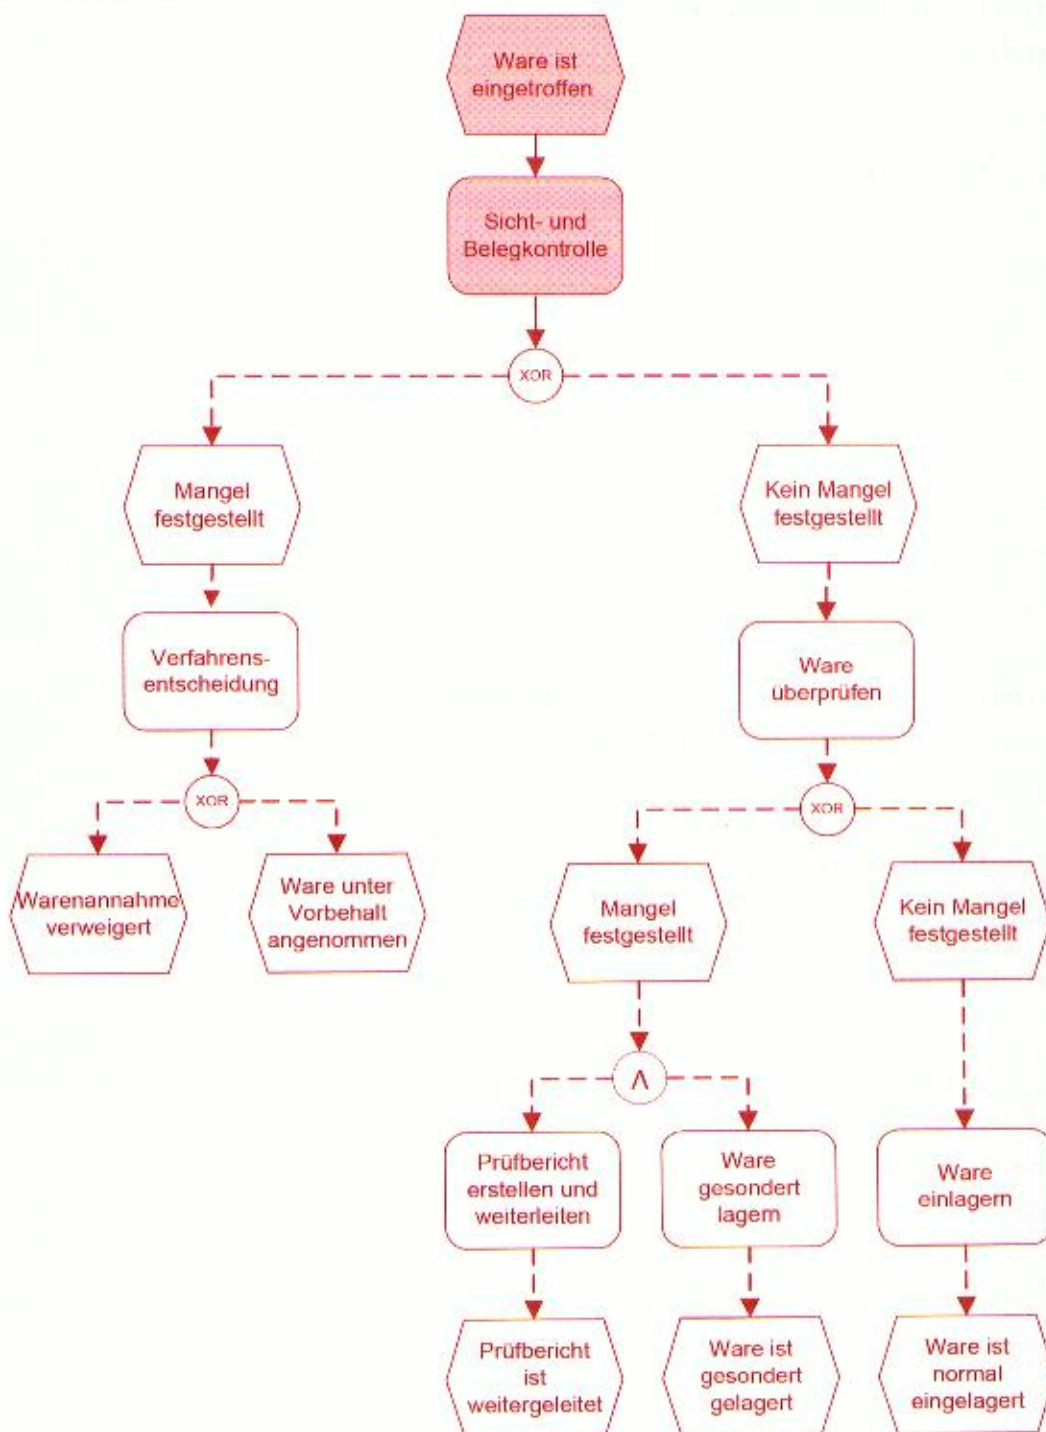 Ware ist
eingetroffen
Sicht- und
Belegkontrolle
XOR
Mangel
festgestellt
Kein Mangel
festgestellt
Verfahrens-
entscheidung
Ware
überprüfen
XOR
XOR
Warenannahme
verweigert
Ware unter
Vorbehalt
angenommen
Mangel
festgestellt
Kein Mangel
festgestellt
Λ
Prüfbericht
erstellen und
weiterleiten
Ware
gesondert
lagern
Ware
einlagern
Prüfbericht
ist
weitergeleitet
Ware ist
gesondert
gelagert
Ware ist
normal
eingelagert